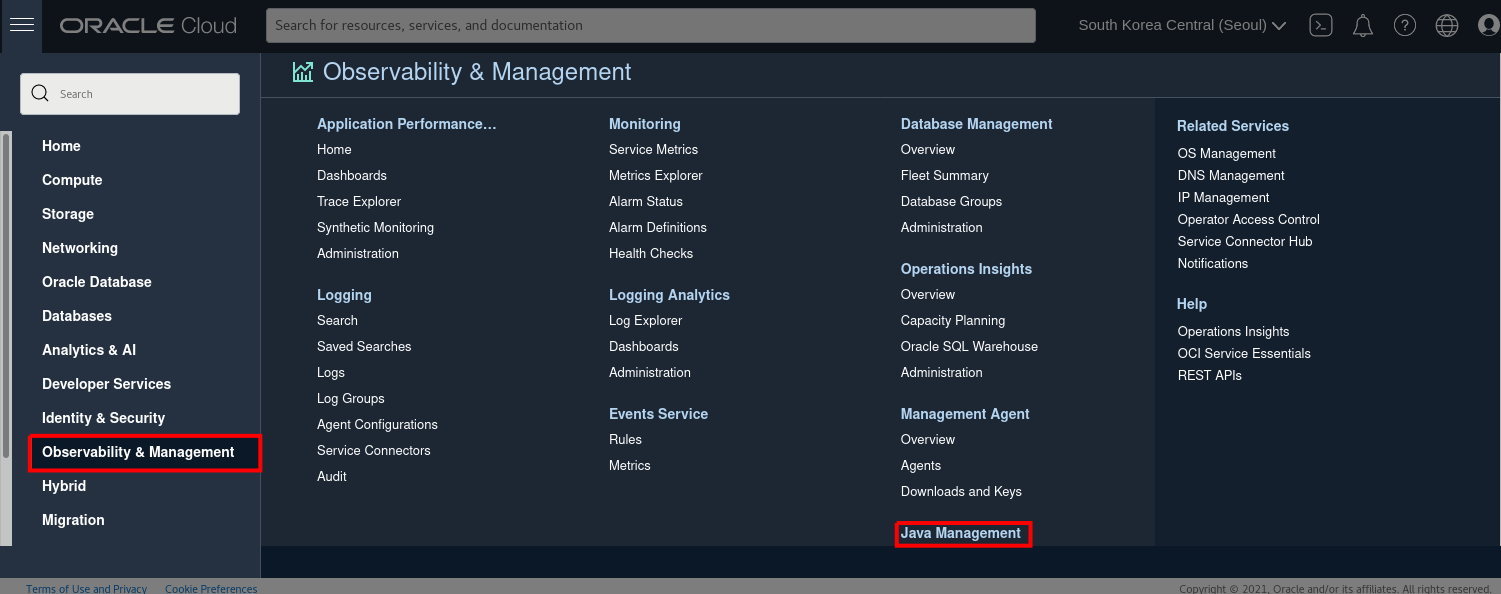 ORACLE Cloud
Search for resources, services, and documentation
South Korea Central (Seoul)
Search
Home
Compute
Storage
Networking
Oracle Database
Databases
Analytics & AI
Developer Services
Identity & Security
Observability & Management
Hybrid
Migration
Observability & Management
Application Performance…
Home
Dashboards
Trace Explorer
Synthetic Monitoring
Administration
Logging
Search
Saved Searches
Logs
Log Groups
Agent Configurations
Service Connectors
Audit
Monitoring
Service Metrics
Metrics Explorer
Alarm Status
Alarm Definitions
Health Checks
Logging Analytics
Log Explorer
Dashboards
Administration
Events Service
Rules
Metrics
Database Management
Overview
Fleet Summary
Database Groups
Administration
Operations Insights
Overview
Capacity Planning
Oracle SQL Warehouse
Administration
Management Agent
Overview
Agents
Downloads and Keys
Java Management
Related Services
OS Management
DNS Management
IP Management
Operator Access Control
Service Connector Hub
Notifications
Help
Operations Insights
OCI Service Essentials
REST APIs
Terms of Use and Privacy
Cookie Preferences
Copyright © 2021, Oracle and/or its affiliates. All rights reserved.